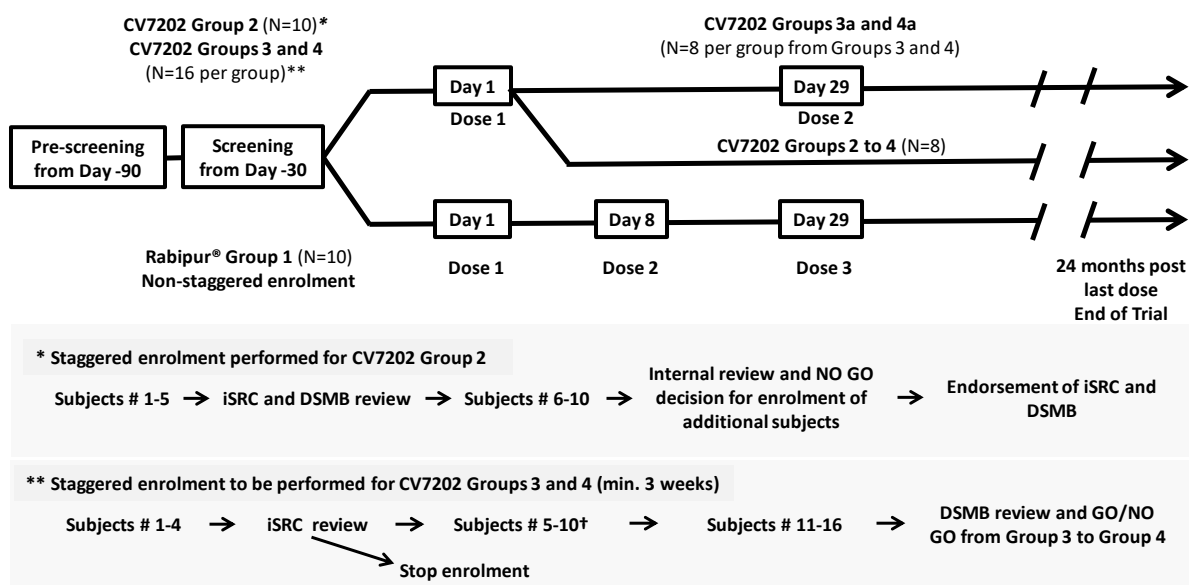 CV7202 Group 2 (N=10)*
CV7202 Groups 3 and 4
(N=16 per group)**
CV7202 Groups 3a and 4a
(N=8 per group from Groups 3 and 4)
Day 1
Day 29
Dose 1
Dose 2
Pre-screening
from Day -90
Screening
from Day -30
CV7202 Groups 2 to 4 (N=8)
Day 1
Day 8
Day 29
Rabipur® Group 1 (N=10)
Non-staggered enrolment
Dose 1
Dose 2
Dose 3
24 months post
last dose
End of Trial
* Staggered enrolment performed for CV7202 Group 2
Subjects # 1-5
iSRC and DSMB review
Subjects # 6-10
Internal review and NO GO
decision for enrolment of
additional subjects
Endorsement of iSRC and
DSMB
** Staggered enrolment to be performed for CV7202 Groups 3 and 4 (min. 3 weeks)
Subjects # 1-4
iSRC review
Subjects # 5-10†
Subjects # 11-16
DSMB review and GO/NO
GO from Group 3 to Group 4
Stop enrolment